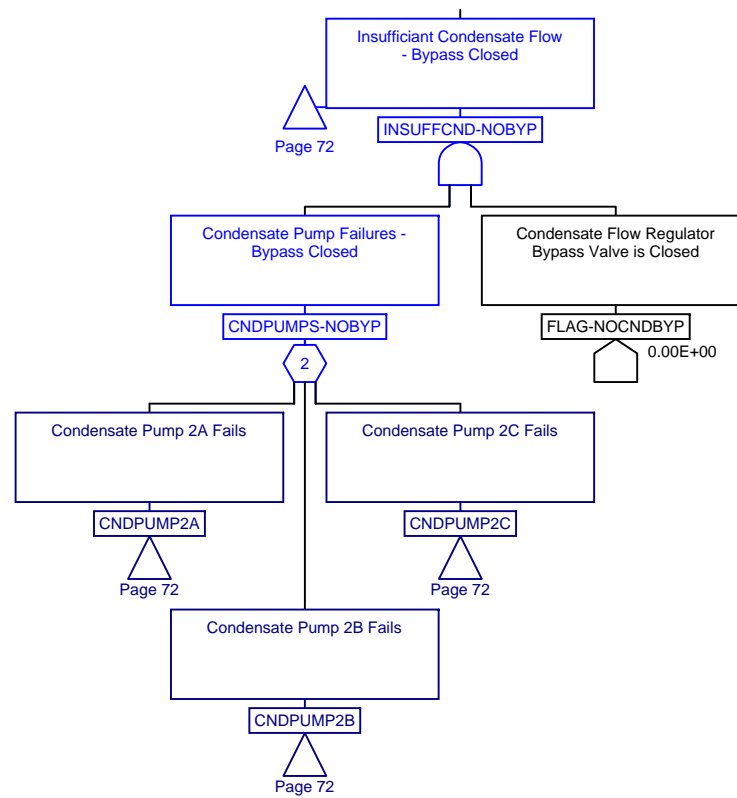 Insufficiant Condensate Flow
- Bypass Closed
Page 72
INSUFFCND-NOBYP
Condensate Pump Failures -
Bypass Closed
CNDPUMPS-NOBYP
2
Condensate Flow Regulator
Bypass Valve is Closed
FLAG-NOCNDBYP
0.00E+00
Condensate Pump 2A Fails
CNDPUMP2A
Page 72
Condensate Pump 2C Fails
CNDPUMP2C
Page 72
Condensate Pump 2B Fails
CNDPUMP2B
Page 72